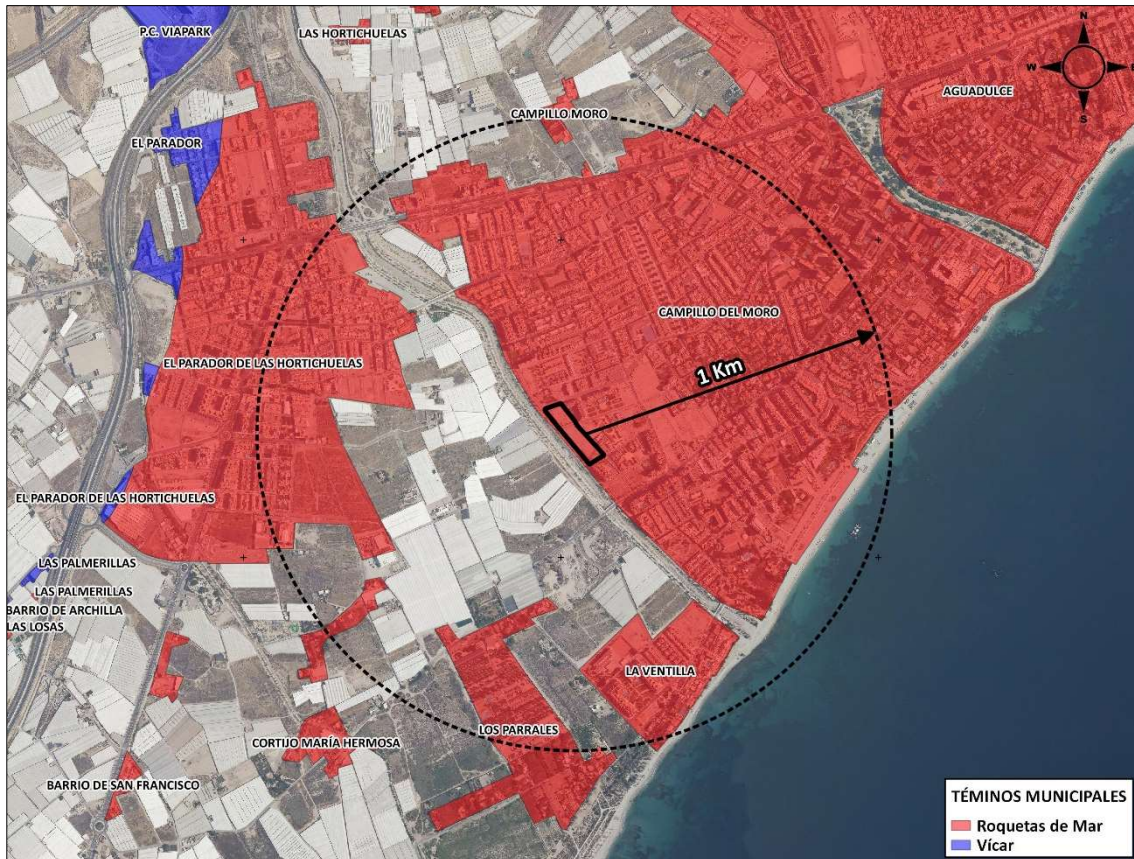 P.C. VIAPARK
LAS HORTICHUELAS
N
W
E
S
AGUADULCE
CAMPILLO MORO
EL PARADOR
CAMPILLO DEL MORO
EL PARADOR DE LAS HORTICHUELAS
1 Km
EL PARADOR DE LAS HORTICHUELAS
LAS PALMERILLAS
LAS PALMERILLAS
BARRIO DE ARCHILLA
LAS LOSAS
LA VENTILLA
LOS PARRALES
CORTIJO MARÍA HERMOSA
BARRIO DE SAN FRANCISCO
TÉMINOS MUNICIPALES
Roquetas de Mar
Vícar